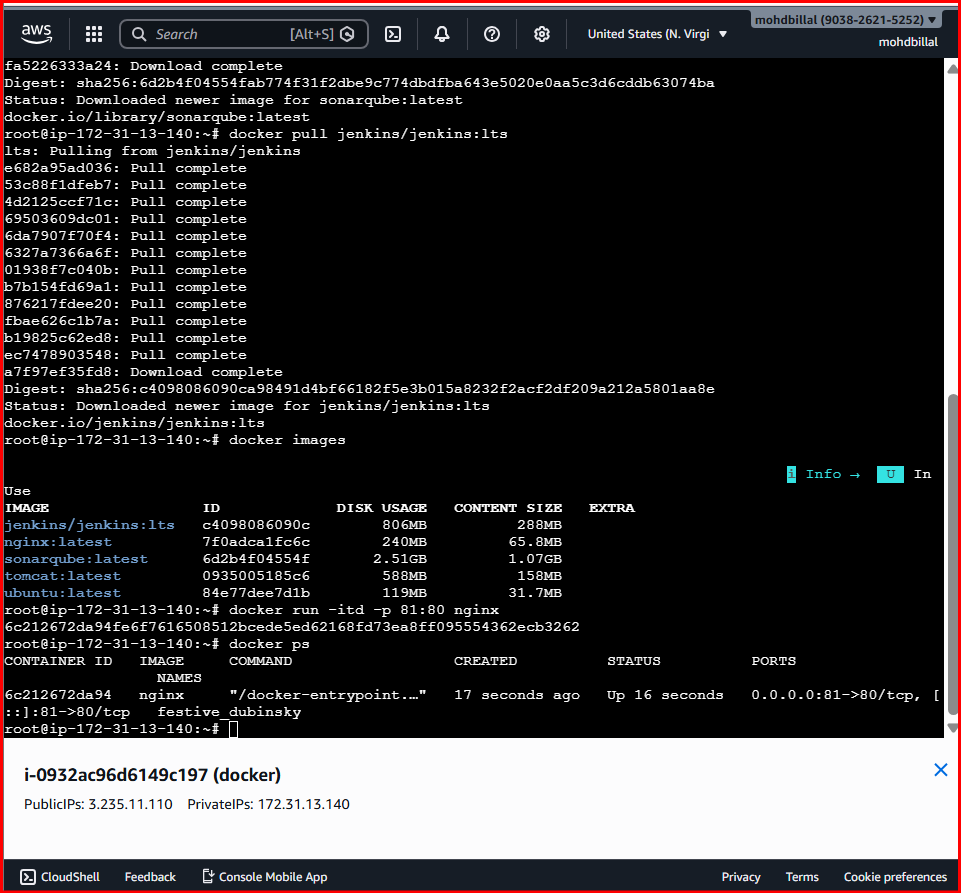 aws
Search [Alt+S]
United States (N. Virgi
mohdbillal (9038-2621-5252)
mohdbillal
fa5226333a24: Download complete
Digest: sha256:6d2b4f04554fab774f31f2dbe9c774dbdfba643e5020e0aa5c3d6cddb63074ba
Status: Downloaded newer image for sonarqube:latest
docker.io/library/sonarqube:latest
root@ip-172-31-13-140:~# docker pull jenkins/jenkins:lts
lts: Pulling from jenkins/jenkins
e682a95ad036: Pull complete
53c88f1dfeb7: Pull complete
4d2125ccf71c: Pull complete
69503609dc01: Pull complete
6da7907f70f4: Pull complete
6327a7366a6f: Pull complete
01938f7c040b: Pull complete
b7b154fd69a1: Pull complete
876217fdee20: Pull complete
fbae626c1b7a: Pull complete
b19825c62ed8: Pull complete
ec7478903548: Pull complete
a7f97ef35fd8: Download complete
Digest: sha256:c4098086090ca98491d4bf66182f5e3b015a8232f2acf2df209a212a5801aa8e
Status: Downloaded newer image for jenkins/jenkins:lts
docker.io/jenkins/jenkins:lts
root@ip-172-31-13-140:~# docker images
i Info → U In
Use
IMAGE ID DISK USAGE CONTENT SIZE EXTRA
jenkins/jenkins:lts c4098086090c 806MB 288MB
nginx:latest 7f0adca1fc6c 240MB 65.8MB
sonarqube:latest 6d2b4f04554f 2.51GB 1.07GB
tomcat:latest 0935005185c6 588MB 158MB
ubuntu:latest 84e77dee7d1b 119MB 31.7MB
root@ip-172-31-13-140:~# docker run -itd -p 81:80 nginx
6c212672da94fe6f7616508512bcede5ed62168fd73ea8ff095554362ecb3262
root@ip-172-31-13-140:~# docker ps
CONTAINER ID IMAGE COMMAND CREATED STATUS PORTS
NAMES
6c212672da94 nginx "/docker-entrypoint.…" 17 seconds ago Up 16 seconds 0.0.0.0:81->80/tcp, [
::]:81->80/tcp festive_dubinsky
root@ip-172-31-13-140:~#
i-0932ac96d6149c197 (docker)
PublicIPs: 3.235.11.110 PrivateIPs: 172.31.13.140
CloudShell Feedback Console Mobile App Privacy Terms Cookie preferences